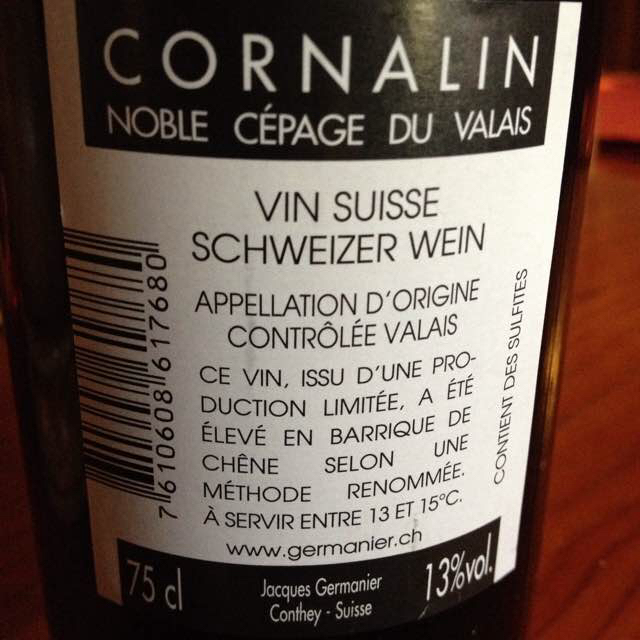 CORNALIN
NOBLE CÉPAGE DU VALAIS
VIN SUISSE
SCHWEIZER WEIN
APPELLATION D'ORIGINE
CONTRÔLÉE VALAIS
CE VIN, ISSU D'UNE PRO-
DUCTION LIMITÉE, A ÉTÉ
ÉLEVÉ EN BARRIQUE DE
CHÊNE SELON UNE
MÉTHODE RENOMMÉE.
À SERVIR ENTRE 13 ET 15°C.
www.germanier.ch
CONTIENT DES SULFITES
7 610608 617680
75 cl
Jacques Germanier
Conthey - Suisse
13%vol.